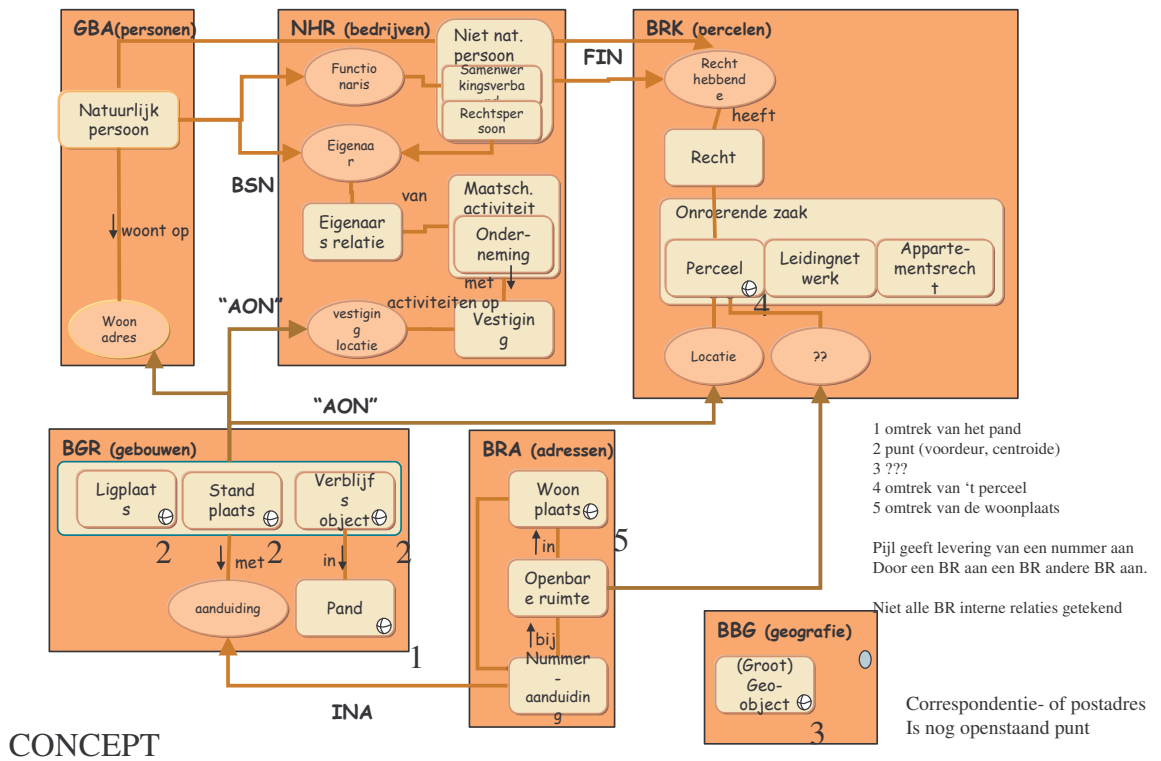 GBA(personen)
Natuurlijk
persoon
woont op
Woon
adres
NHR (bedrijven)
Functio
naris
Niet nat.
persoon
Samenwer
kingsverba
nd
Rechtsper
soon
Eigenaa
r
BSN
van
Eigenaar
s relatie
Maatsch.
activiteit
Onder-
neming
met
activiteiten op
"AON"
vestigin
g
locatie
Vestigin
g
FIN
BRK (percelen)
Recht
hebbend
e
heeft
Recht
Onroerende zaak
Perceel
4
Leidingnet
werk
Apparte-
mentsrech
t
Locatie
??
"AON"
BGR (gebouwen)
Ligplaat
s
2
Stand
plaats
2
Verblijf
s
object
2
met
in
aanduiding
Pand
1
INA
BRA (adressen)
Woon
plaats
5
in
Openbar
e ruimte
bij
Nummer
-
aanduidin
g
1 omtrek van het pand
2 punt (voordeur, centroide)
3 ???
4 omtrek van ‘t perceel
5 omtrek van de woonplaats
Pijl geeft levering van een nummer aan
Door een BR aan een BR andere BR aan.
Niet alle BR interne relaties getekend
BBG (geografie)
(Groot)
Geo-
object
3
Correspondentie- of postadres
Is nog openstaand punt
CONCEPT